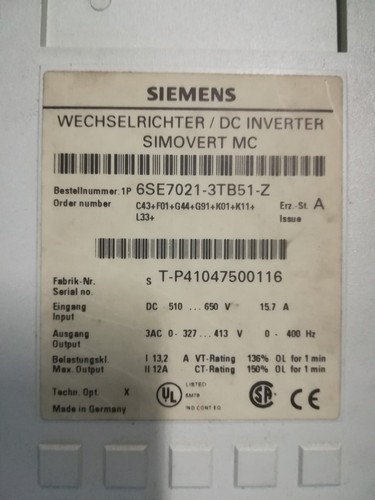 SIEMENS
WECHSELRICHTER / DC INVERTER
SIMOVERT MC
Bestellnummer: 1P 6SE7021-3TB51-Z
Order number C43+F01+G44+G91+K01+K11+ Erz.-St. A
L33+ Issue
Fabrik-Nr. S T-P41047500116
Serial no.
Eingang DC 510 ... 650 V 15.7 A
Input
Ausgang 3AC 0- 327 ... 413 V 0 - 400 Hz
Output
Belastungskl. I 13,2 A VT-Rating 136% OL for 1 min
Max. Output II 12A CT-Rating 150% OL for 1 min
Techn. Opt. X
Made in Germany
UL
LISTED
IND CONT EQ
SA
CE